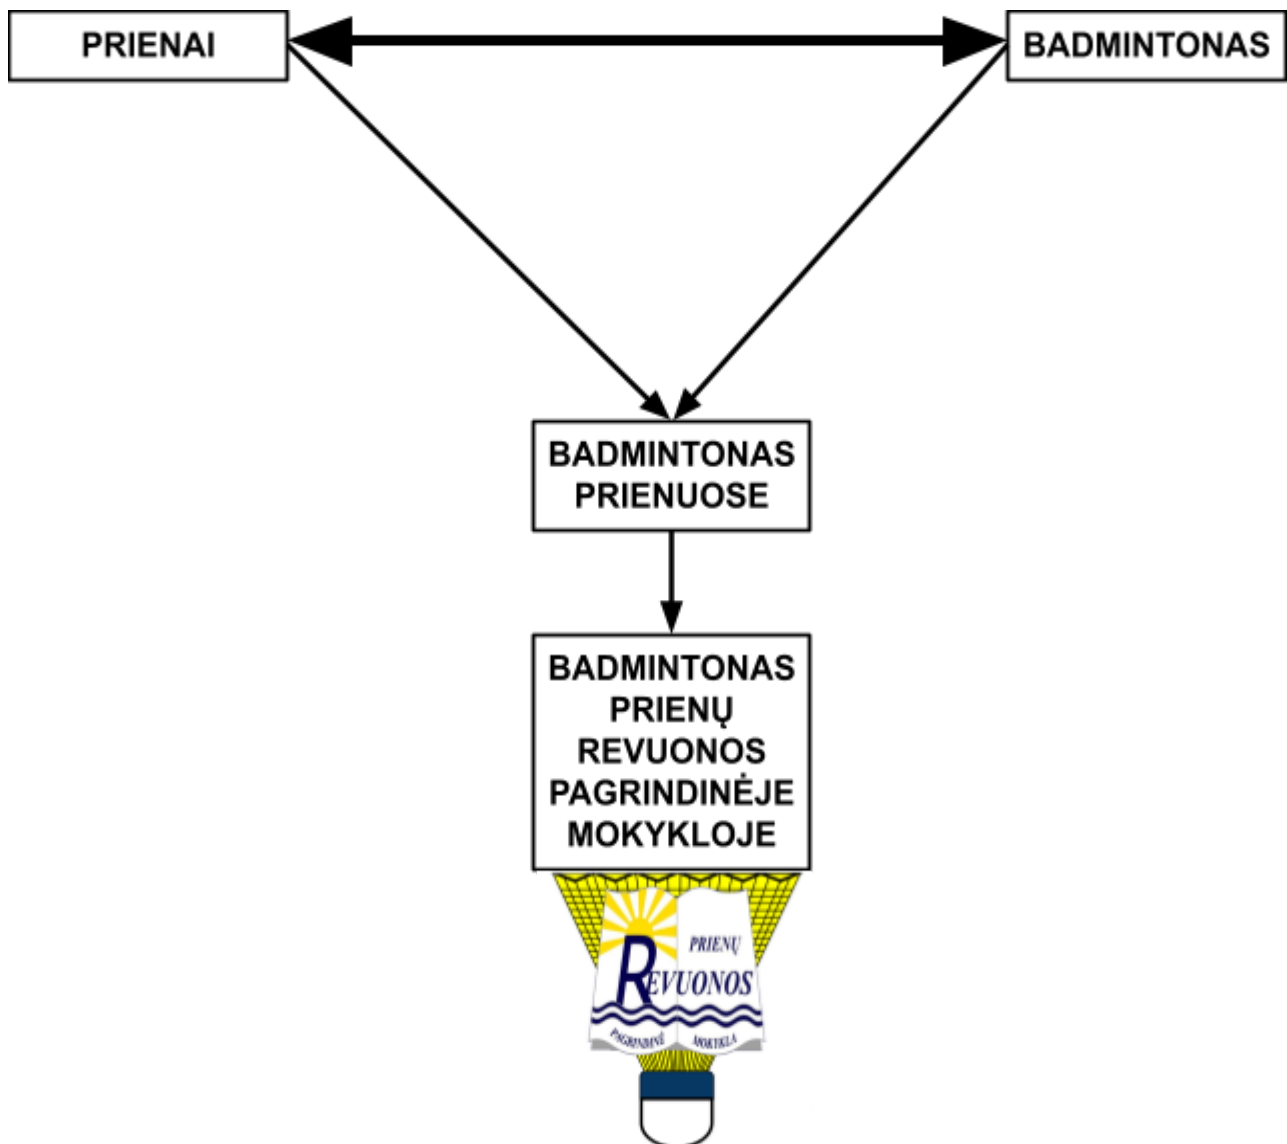 PRIENAI
BADMINTONAS
BADMINTONAS
PRIENUOSE
BADMINTONAS
PRIENŲ
REVUONOS
PAGRINDINĖJE
MOKYKLOJE
PRIENŲ
REVUONOS
PAGRINDINĖ MOKYKLA